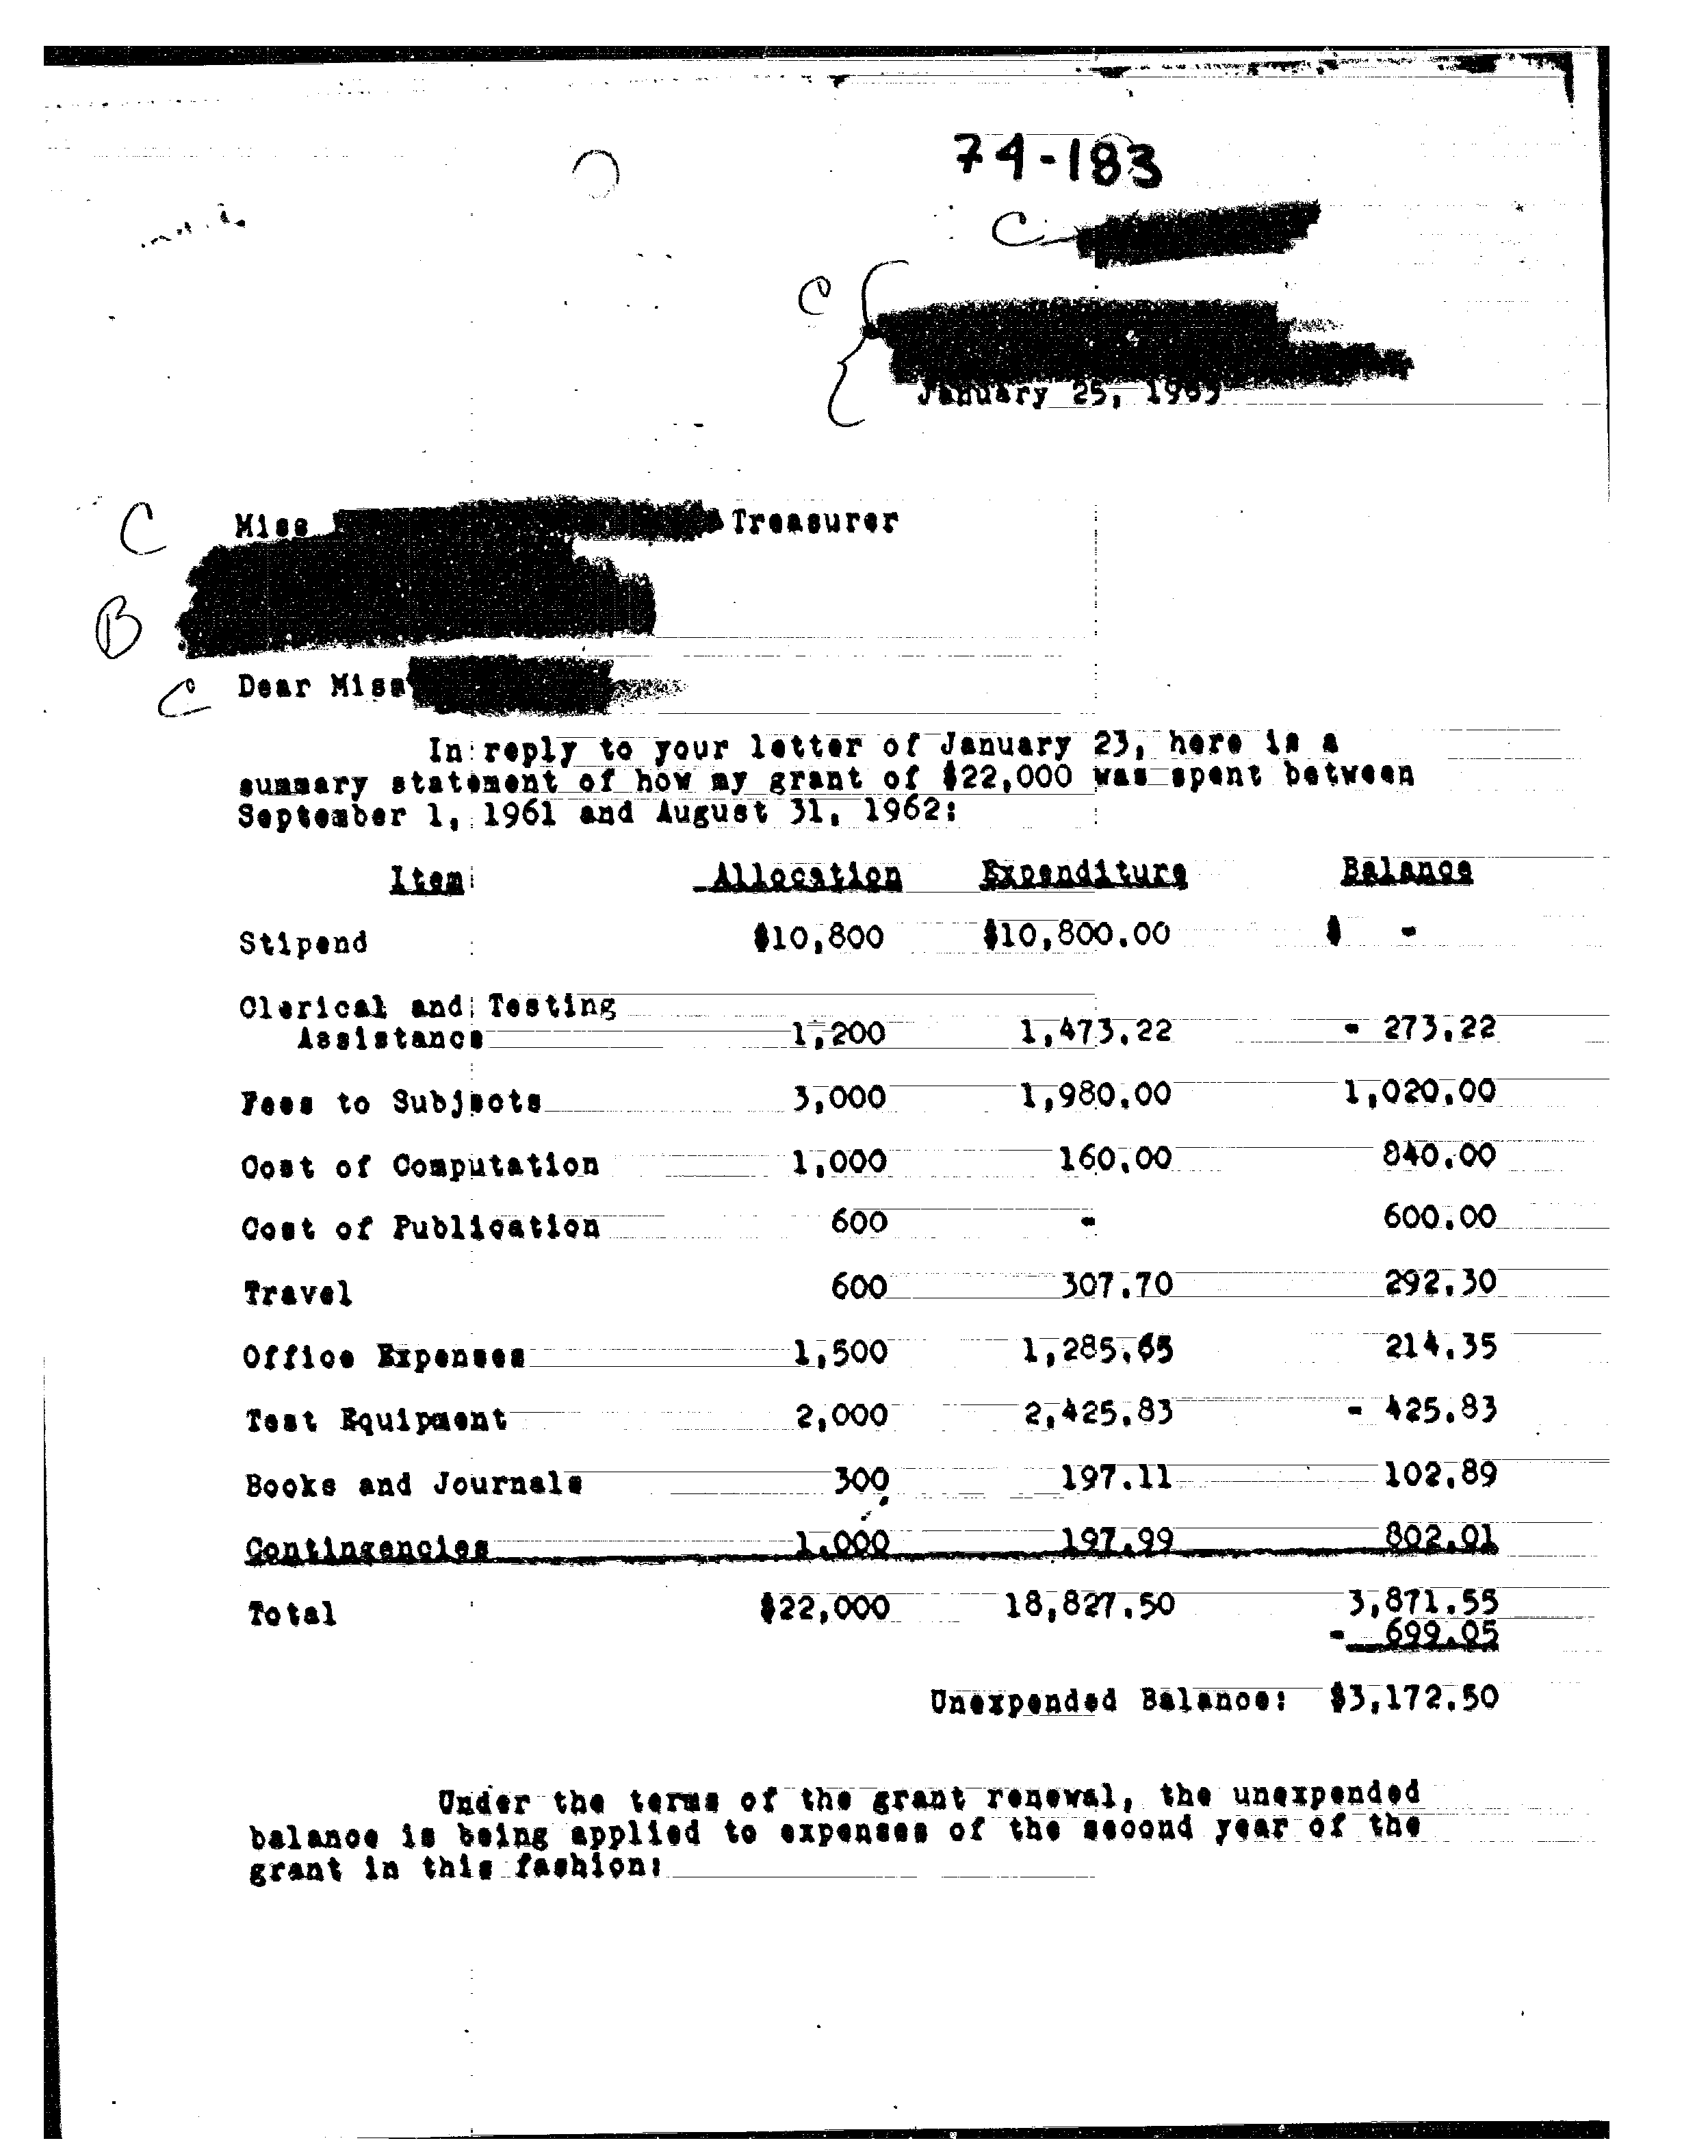 74-183
C
C
January 25, 1963
C Miss Treasurer
B
C Dear Miss
In reply to your letter of January 23, here is a
summary statement of how my grant of $22,000 was spent between
September 1, 1961 and August 31, 1962:
Item Allocation Expenditure Balance
Stipend $10,800 $10,800.00 $ -
Clerical and Testing
Assistance 1,200 1,473.22 - 273.22
Fees to Subjects 3,000 1,980.00 1,020.00
Cost of Computation 1,000 160.00 840.00
Cost of Publication 600 - 600.00
Travel 600 307.70 292.30
Office Expenses 1,500 1,285.65 214.35
Test Equipment 2,000 2,425.83 - 425.83
Books and Journals 300 197.11 102.89
Contingencies 1,000 197.99 802.01
Total $22,000 18,827.50 3,871.55
- 699.05
Unexpended Balance: $3,172.50
Under the terms of the grant renewal, the unexpended
balance is being applied to expenses of the second year of the
grant in this fashion: